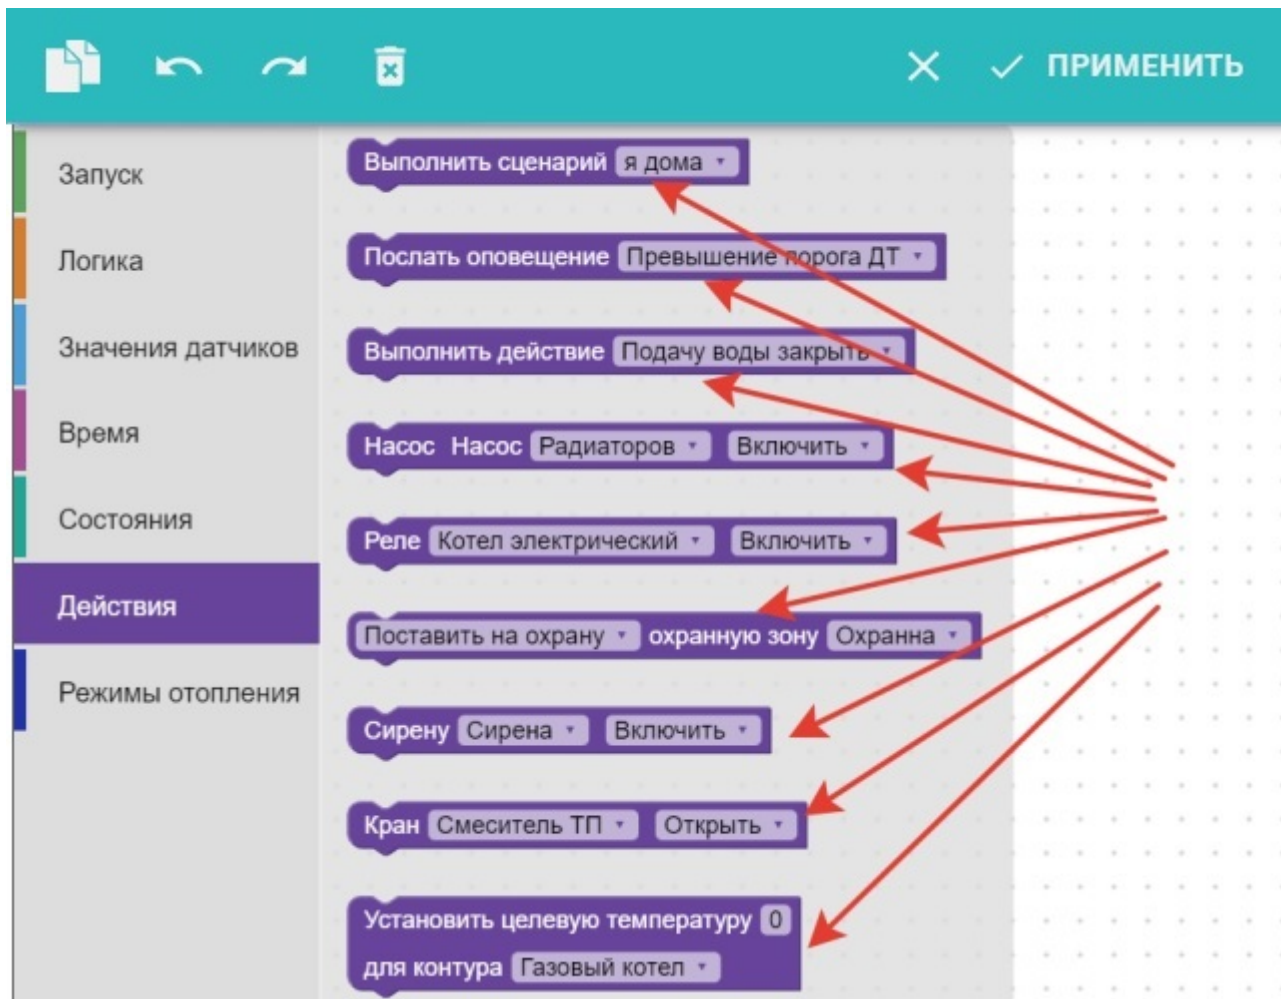 ПРИМЕНИТЬ
Запуск
Логика
Значения датчиков
Время
Состояния
Действия
Режимы отопления
Выполнить сценарий я дома
Послать оповещение Превышение порога ДТ
Выполнить действие Подачу воды закрыть
Насос Насос Радиаторов Включить
Реле Котел электрический Включить
Поставить на охрану охранную зону Охранна
Сирену Сирена Включить
Кран Смеситель ТП Открыть
Установить целевую температуру 0
для контура Газовый котел